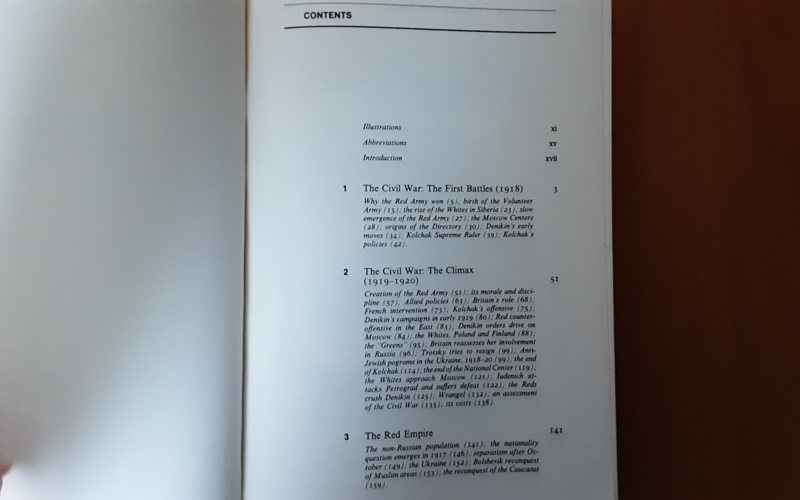 CONTENTS
Illustrations xi
Abbreviations xv
Introduction xvii
1 The Civil War: The First Battles (1918) 3
Why the Red Army won (5); birth of the Volunteer
Army (15); the rise of the Whites in Siberia (23); slow
emergence of the Red Army (27); the Moscow Centers
(28); origins of the Directory (30); Denikin's early
moves (34); Kolchak Supreme Ruler (39); Kolchak's
policies (42).
2 The Civil War: The Climax
(1919-1920) 51
Creation of the Red Army (51); its morale and disci-
pline (57); Allied policies (63); Britain's role (68);
French intervention (73); Kolchak's offensive (75);
Denikin's campaigns in early 1919 (80); Red counter-
offensive in the East (83); Denikin orders drive on
Moscow (84); the Whites, Poland and Finland (88);
the "Greens" (95); Britain reassesses her involvement
in Russia (96); Trotsky tries to resign (99); Anti-
Jewish pogroms in the Ukraine, 1918-20 (99); the end
of Kolchak (114); the end of the National Center (119);
the Whites approach Moscow (121); Iudenich at-
tacks Petrograd and suffers defeat (122); the Reds
crush Denikin (125); Wrangel (132); an assessment
of the Civil War (135); its costs (138).
3 The Red Empire 141
The non-Russian population (141); the nationality
question emerges in 1917 (146); separatism after Oc-
tober (149); the Ukraine (152); Bolshevik reconquest
of Muslim areas (153); the reconquest of the Caucasus
(159).